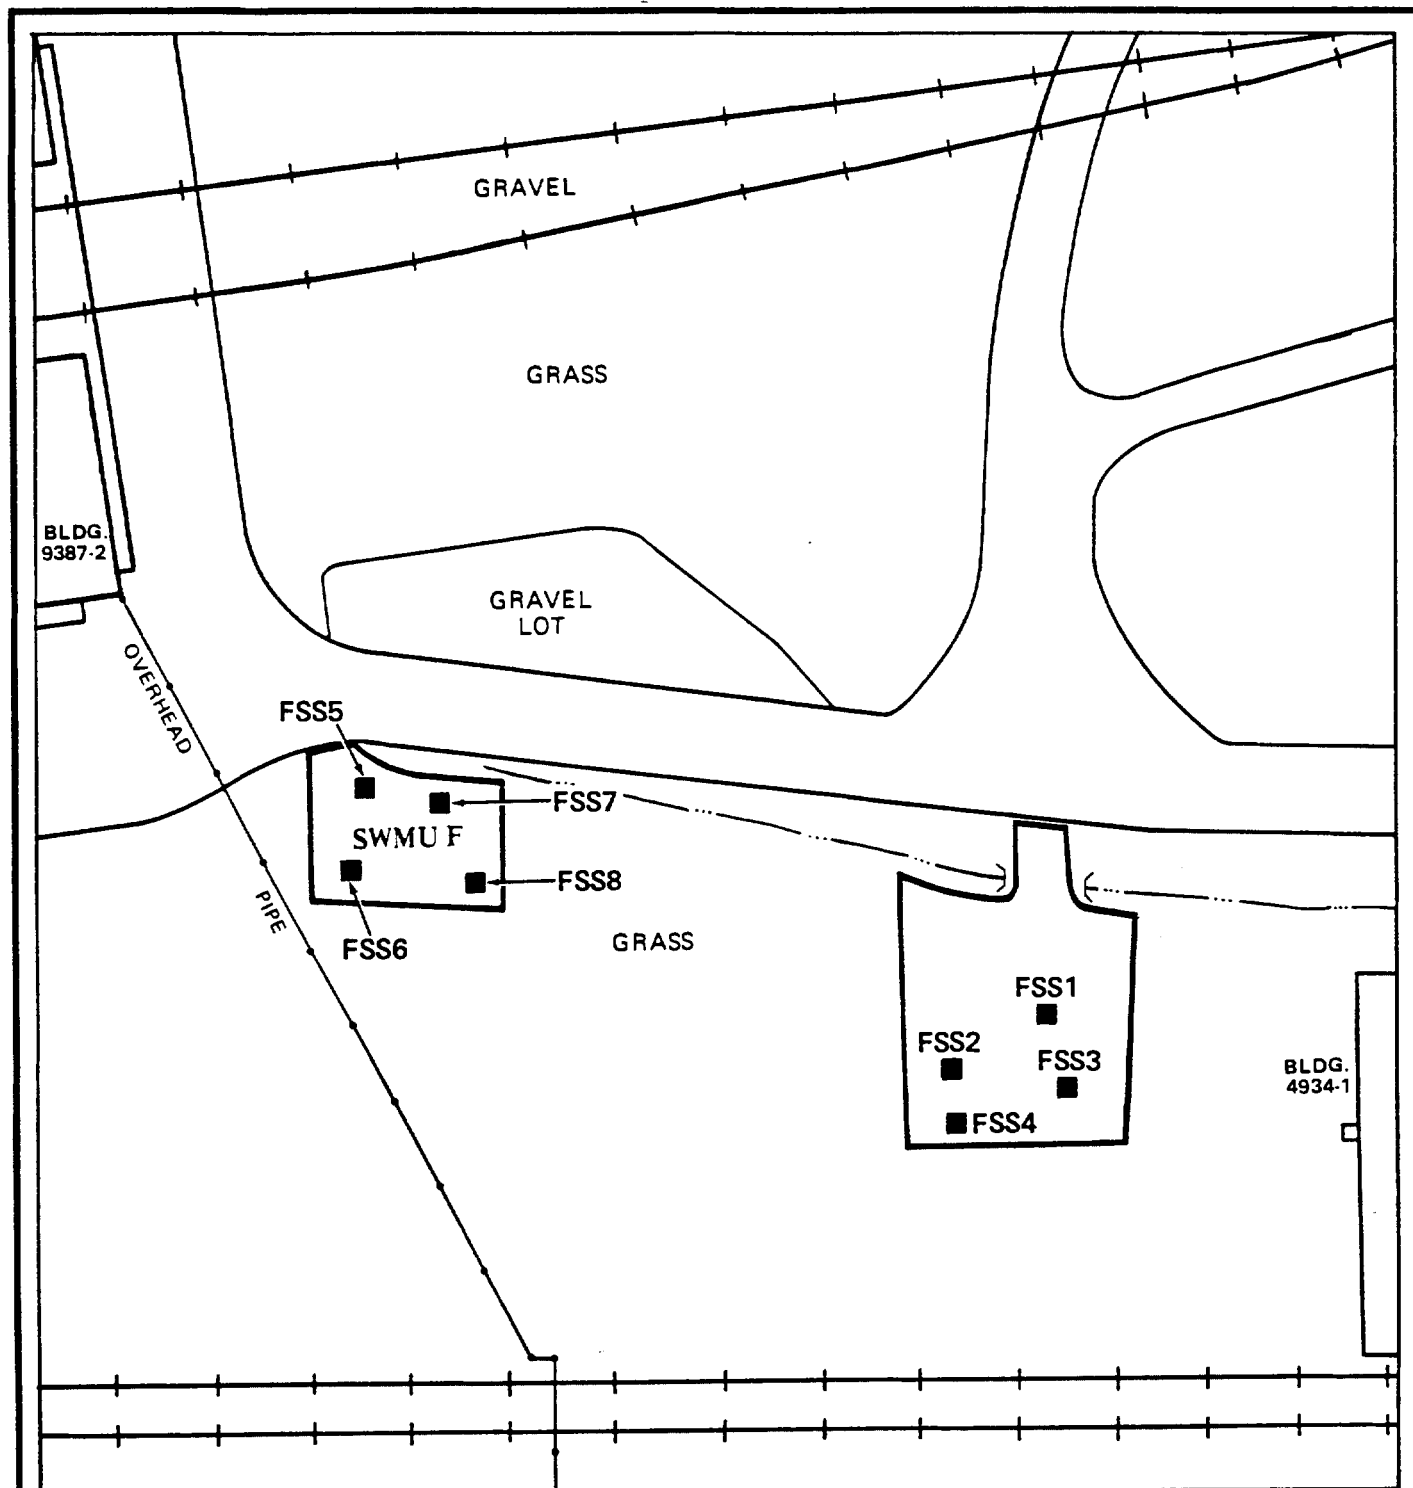 GRAVEL
GRASS
BLDG.
9387-2
GRAVEL
LOT
OVERHEAD
FSS5
FSS7
SWMU F
FSS8
PIPE
FSS6
GRASS
FSS1
FSS2
FSS3
BLDG.
4934-1
FSS4